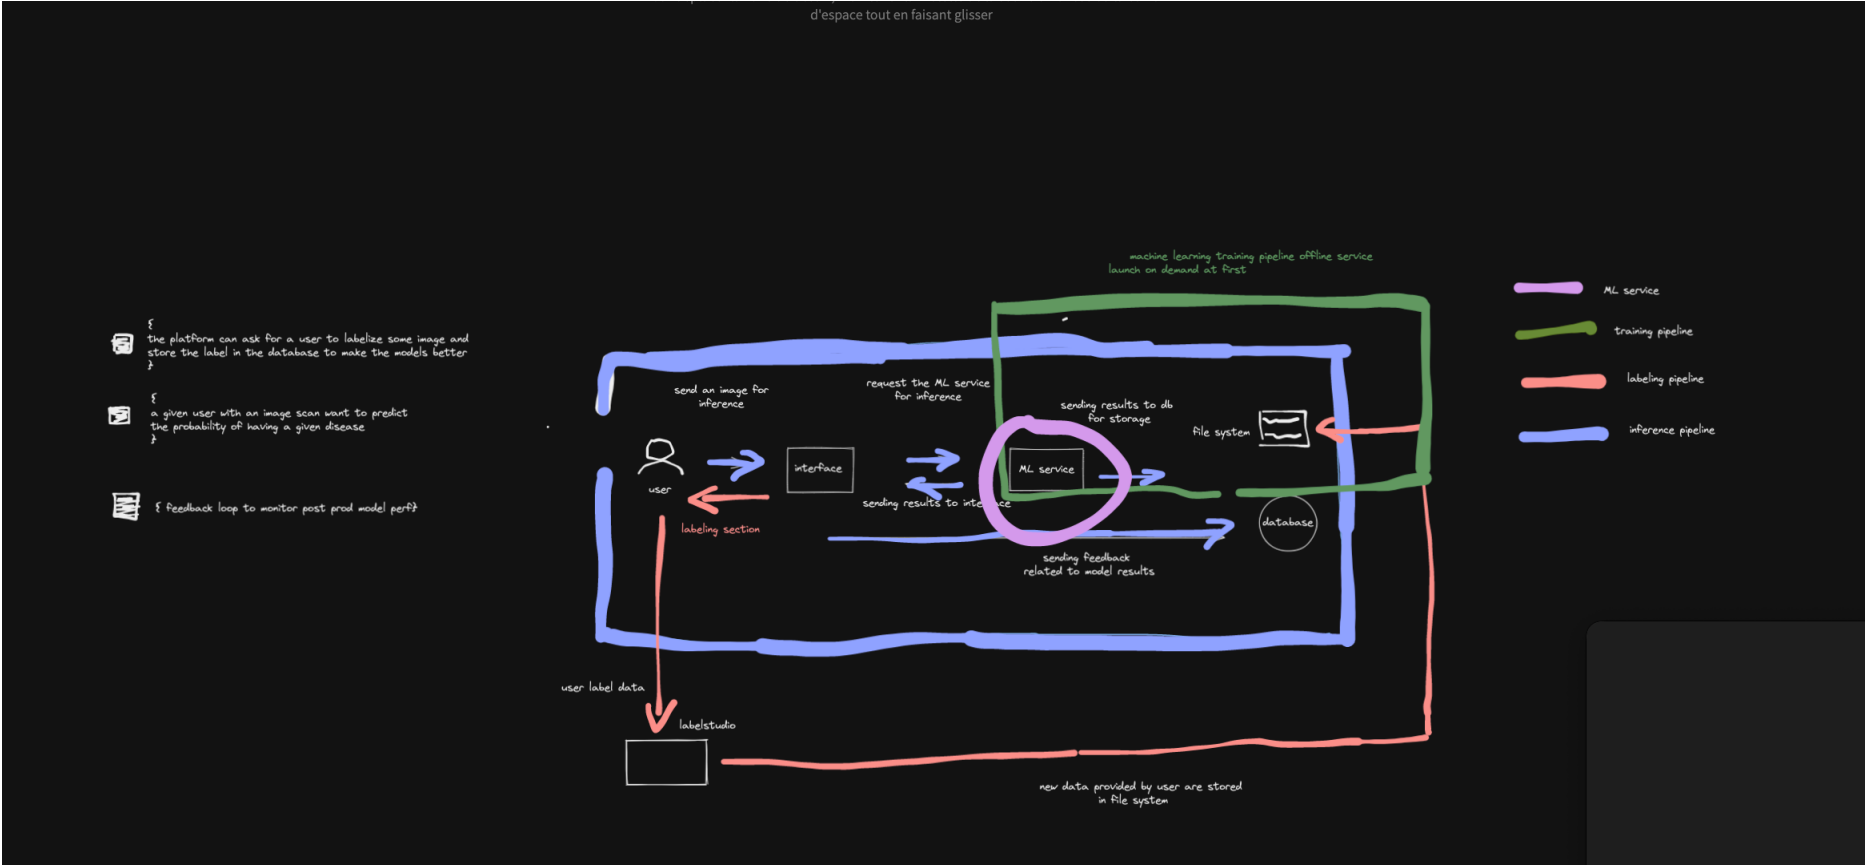 d'espace tout en faisant glisser
machine learning training pipeline offline service
launch on demand at first
ML service
training pipeline
labeling pipeline
inference pipeline
{
the platform can ask for a user to labelize some image and
store the label in the database to make the models better
}
{
a given user with an image scan want to predict
the probability of having a given disease
}
{ feedback loop to monitor post prod model perf}
send an image for
inference
request the ML service
for inference
sending results to db
for storage
file system
user
interface
ML service
sending results to interface
labeling section
database
sending feedback
related to model results
user label data
labelstudio
new data provided by user are stored
in file system